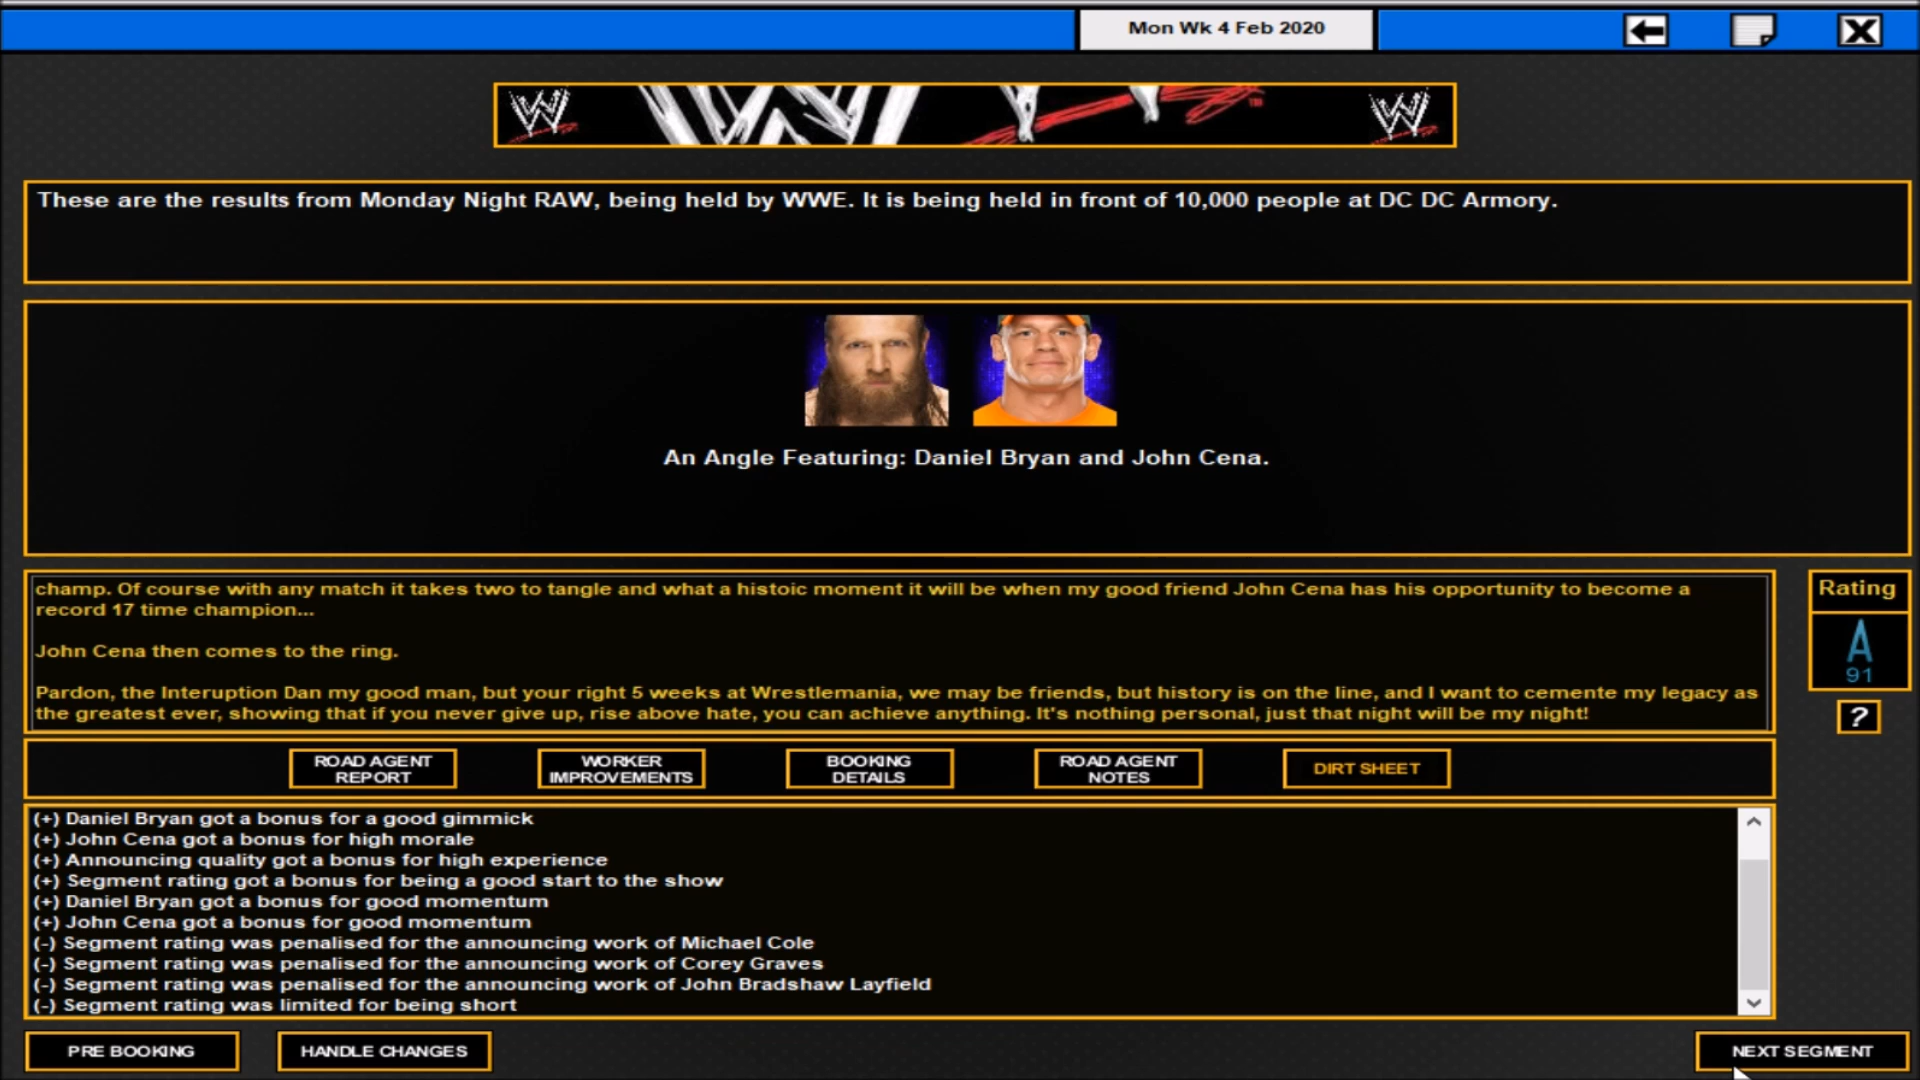 Mon Wk 4 Feb 2020
These are the results from Monday Night RAW, being held by WWE. It is being held in front of 10,000 people at DC DC Armory.
An Angle Featuring: Daniel Bryan and John Cena.
champ. Of course with any match it takes two to tangle and what a histoic moment it will be when my good friend John Cena has his opportunity to become a
record 17 time champion...
John Cena then comes to the ring.
Pardon, the Interuption Dan my good man, but your right 5 weeks at Wrestlemania, we may be friends, but history is on the line, and I want to cemente my legacy as
the greatest ever, showing that if you never give up, rise above hate, you can achieve anything. It's nothing personal, just that night will be my night!
Rating
A
91
?
ROAD AGENT
REPORT
WORKER
IMPROVEMENTS
BOOKING
DETAILS
ROAD AGENT
NOTES
DIRT SHEET
(+) Daniel Bryan got a bonus for a good gimmick
(+) John Cena got a bonus for high morale
(+) Announcing quality got a bonus for high experience
(+) Segment rating got a bonus for being a good start to the show
(+) Daniel Bryan got a bonus for good momentum
(+) John Cena got a bonus for good momentum
(-) Segment rating was penalised for the announcing work of Michael Cole
(-) Segment rating was penalised for the announcing work of Corey Graves
(-) Segment rating was penalised for the announcing work of John Bradshaw Layfield
(-) Segment rating was limited for being short
PRE BOOKING
HANDLE CHANGES
NEXT SEGMENT